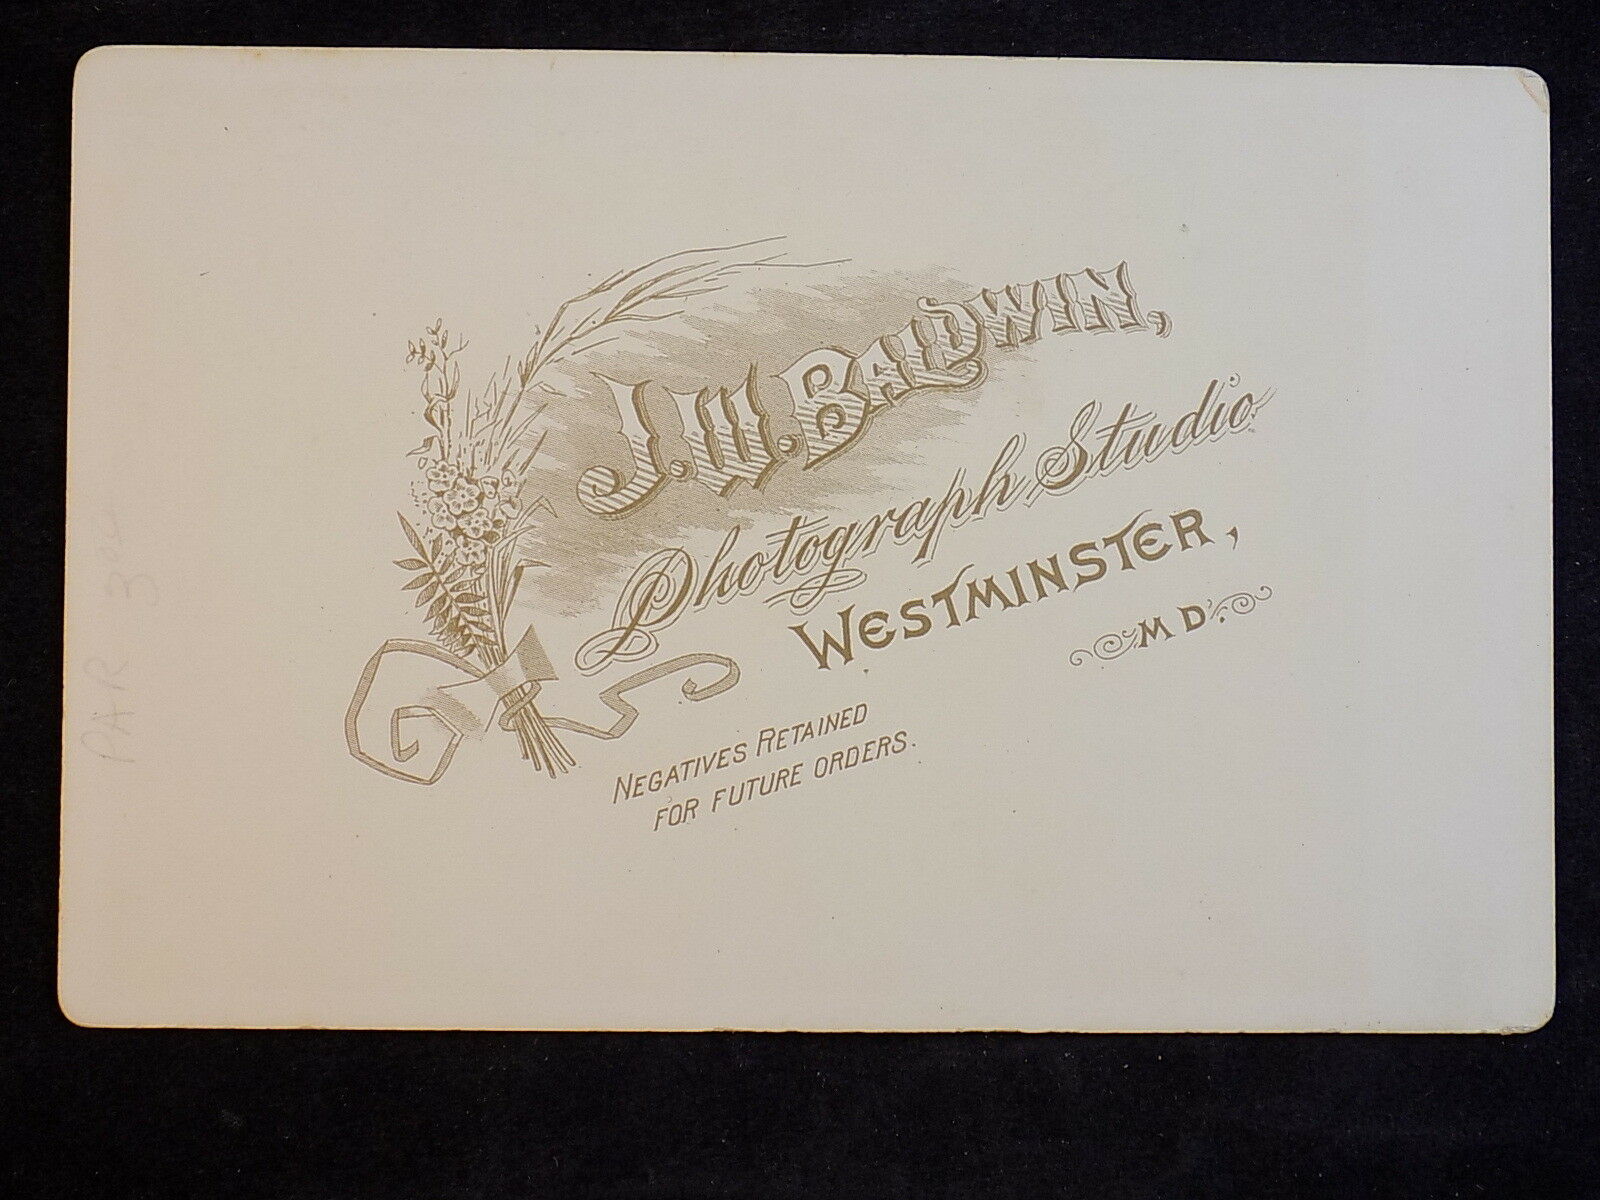 J. W. BALDWIN,
Photograph Studio
WESTMINSTER,
MD.
NEGATIVES RETAINED
FOR FUTURE ORDERS.
PAR